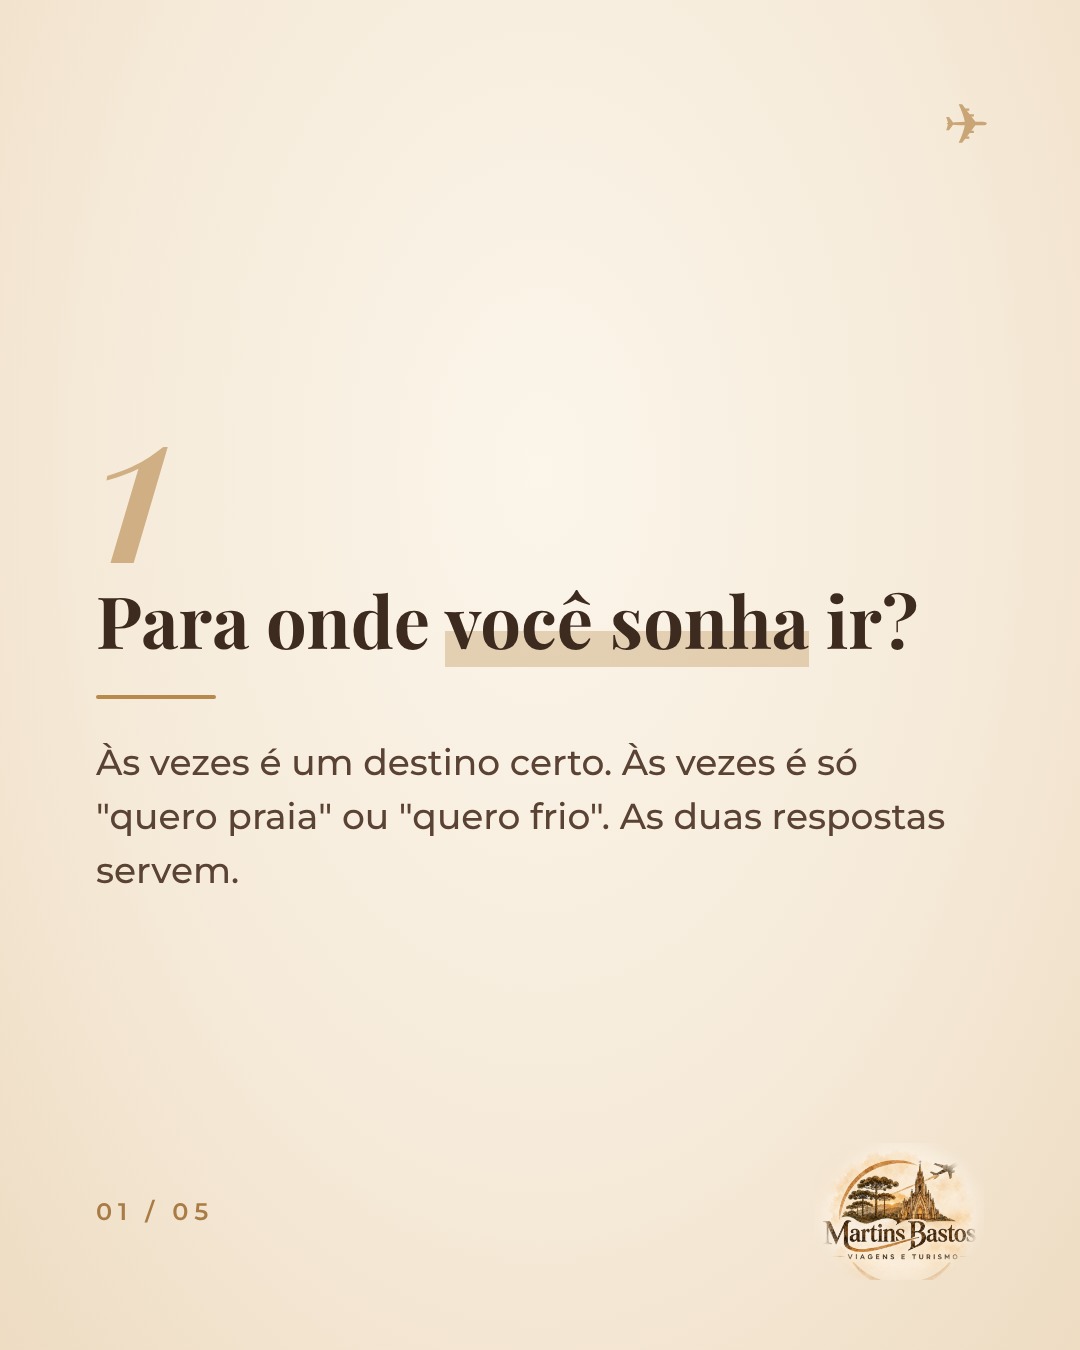 1
Para onde você sonha ir?
Às vezes é um destino certo. Às vezes é só
"quero praia" ou "quero frio". As duas respostas
servem.
01 / 05
Martins Bastos
VIAGENS E TURISMO